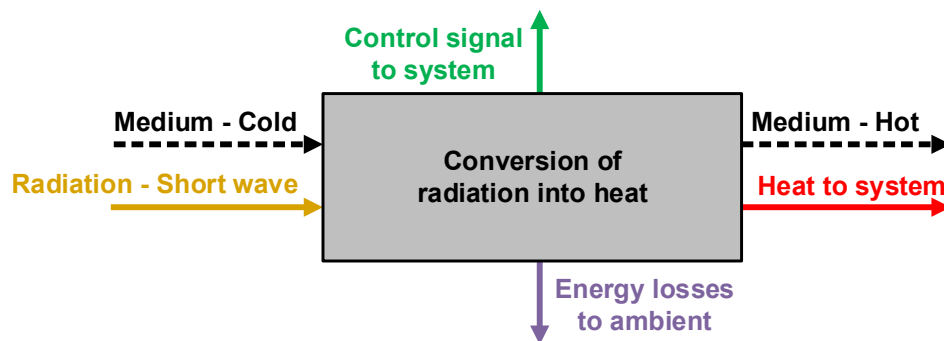 Control signal
to system
Medium - Cold
Medium - Hot
Radiation - Short wave
Conversion of
radiation into heat
Heat to system
Energy losses
to ambient